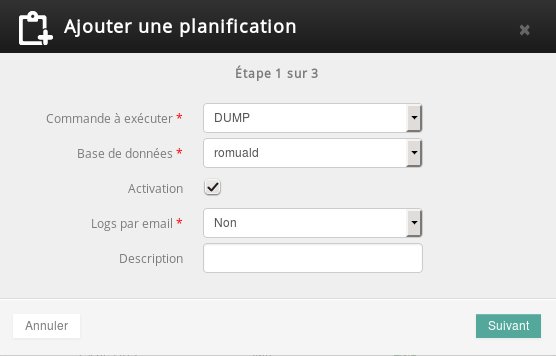 Ajouter une planification
Étape 1 sur 3
Commande à exécuter * DUMP
Base de données * romuald
Activation
Logs par email * Non
Description
Annuler Suivant